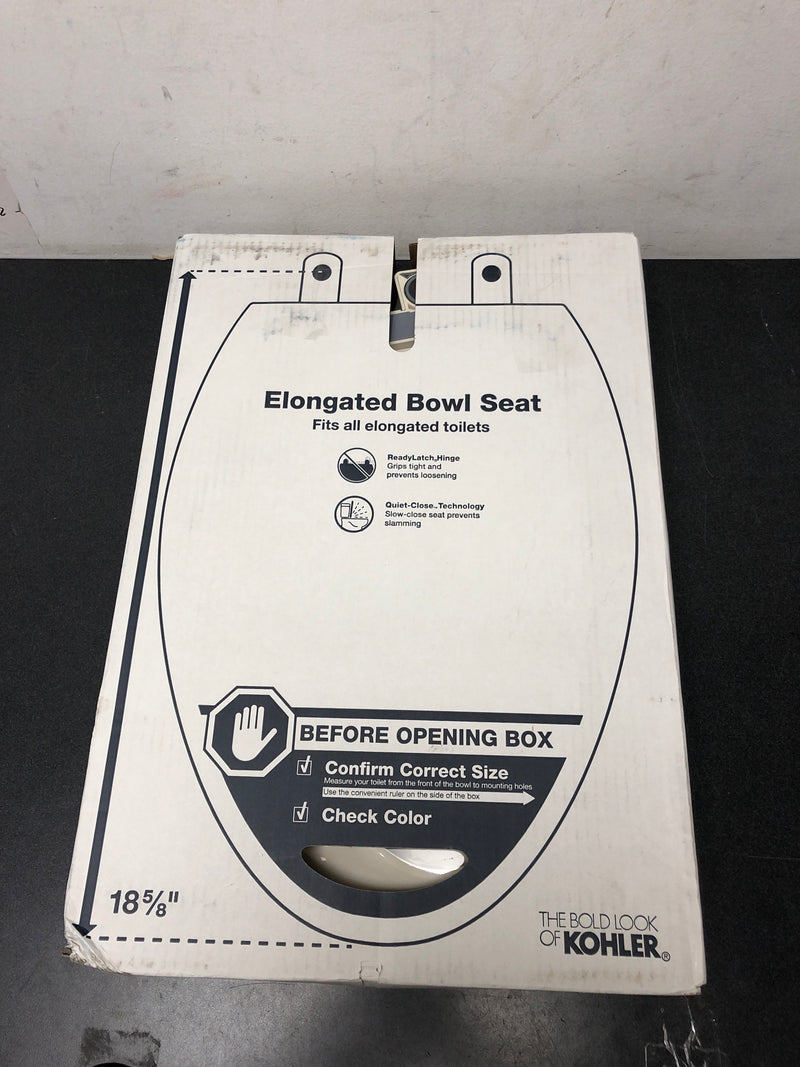 Elongated Bowl Seat
Fits all elongated toilets
ReadyLatch™ Hinge
Grips tight and
prevents loosening
Quiet-Close™ Technology
Slow-close seat prevents
slamming
BEFORE OPENING BOX
Confirm Correct Size
Measure your toilet from the front of the bowl to mounting holes
Use the convenient ruler on the side of the box
Check Color
18⅝"
THE BOLD LOOK
OF KOHLER®